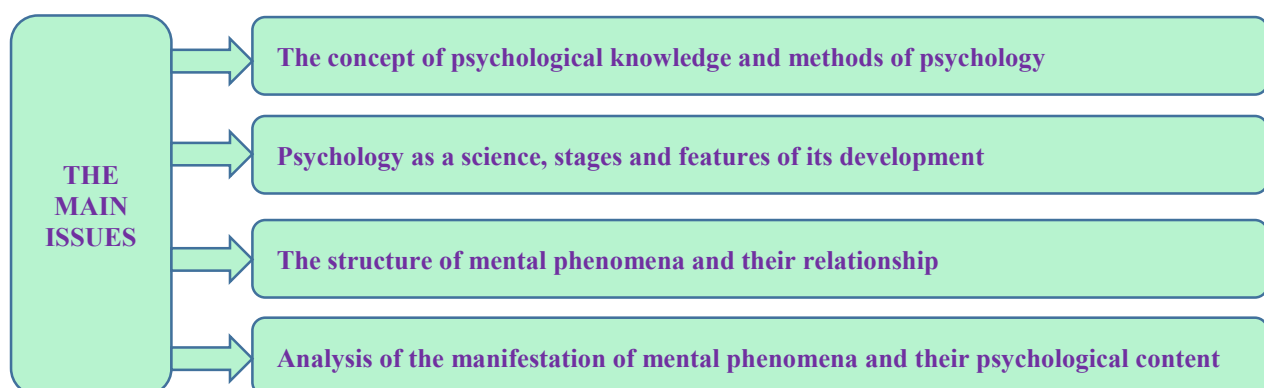 THE
MAIN
ISSUES
The concept of psychological knowledge and methods of psychology
Psychology as a science, stages and features of its development
The structure of mental phenomena and their relationship
Analysis of the manifestation of mental phenomena and their psychological content